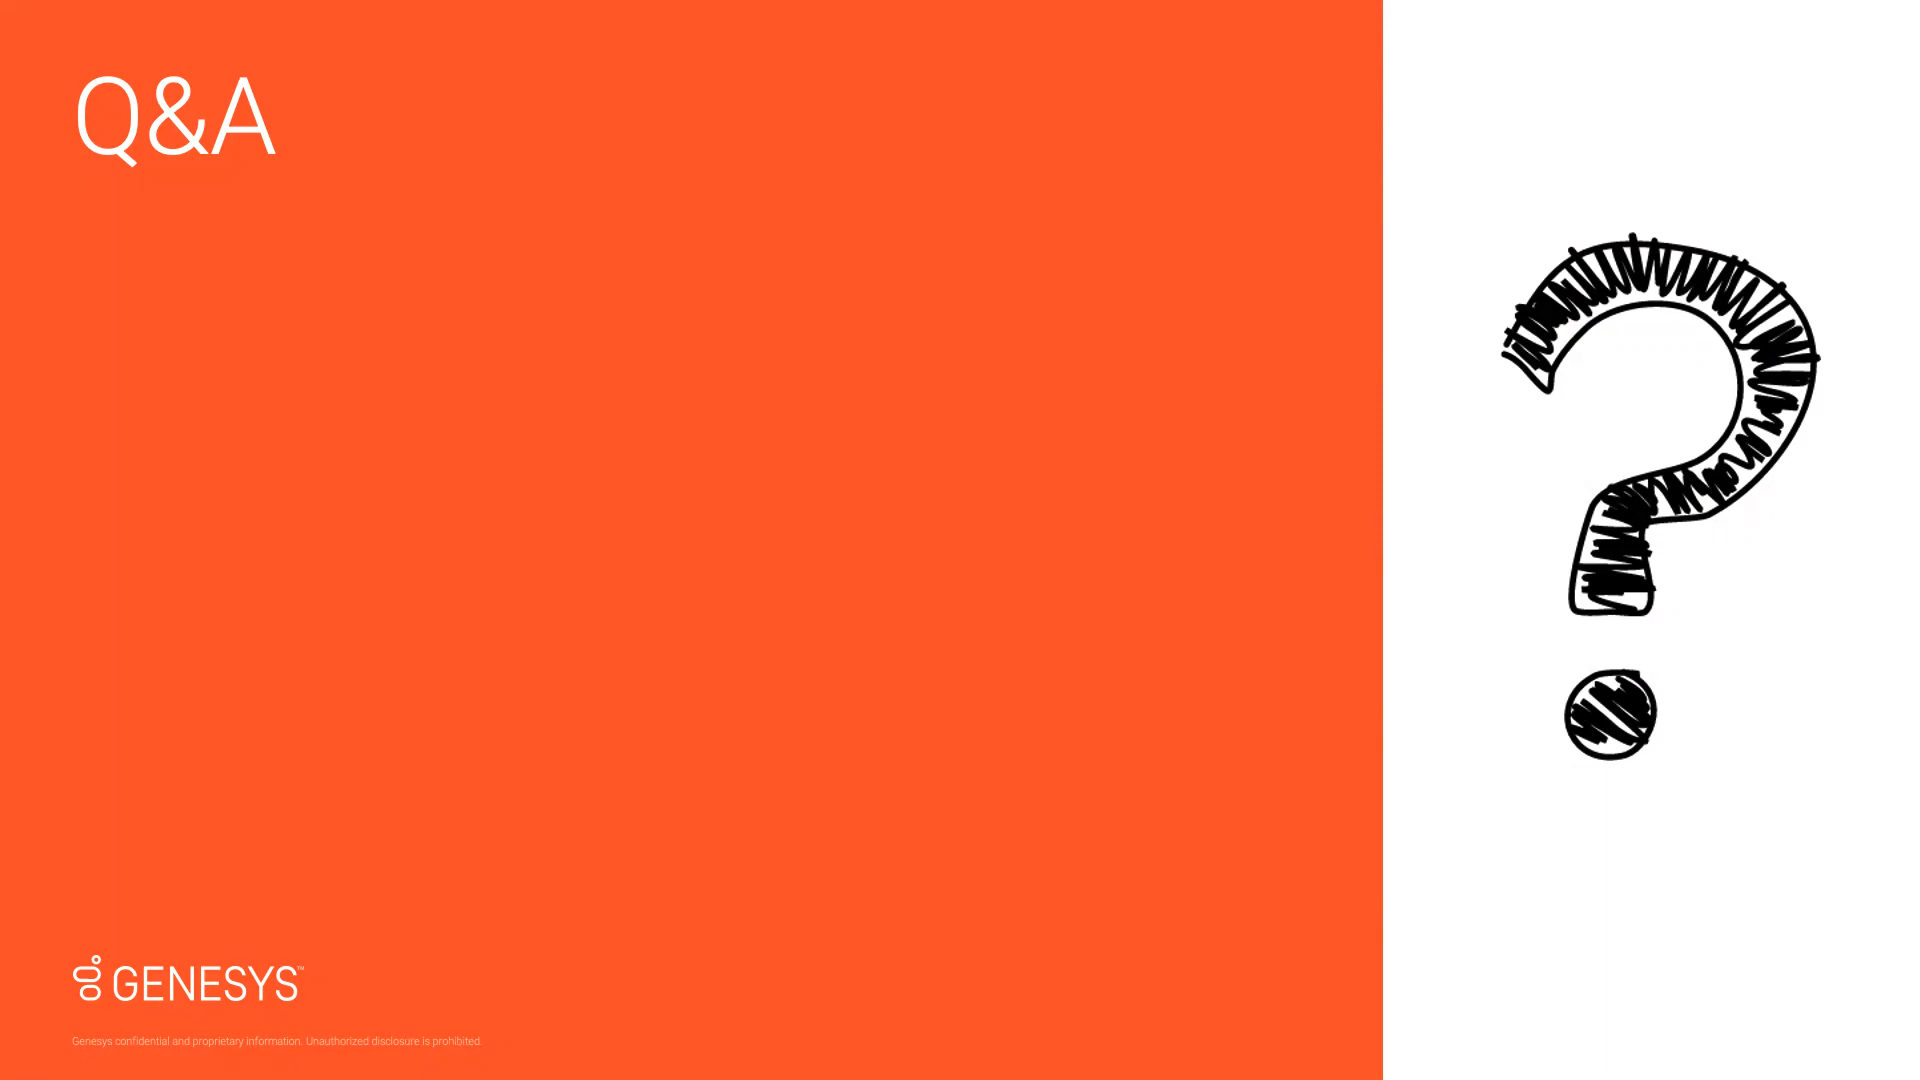 Q&A
?
GENESYS™
Genesys confidential and proprietary information. Unauthorized disclosure is prohibited.